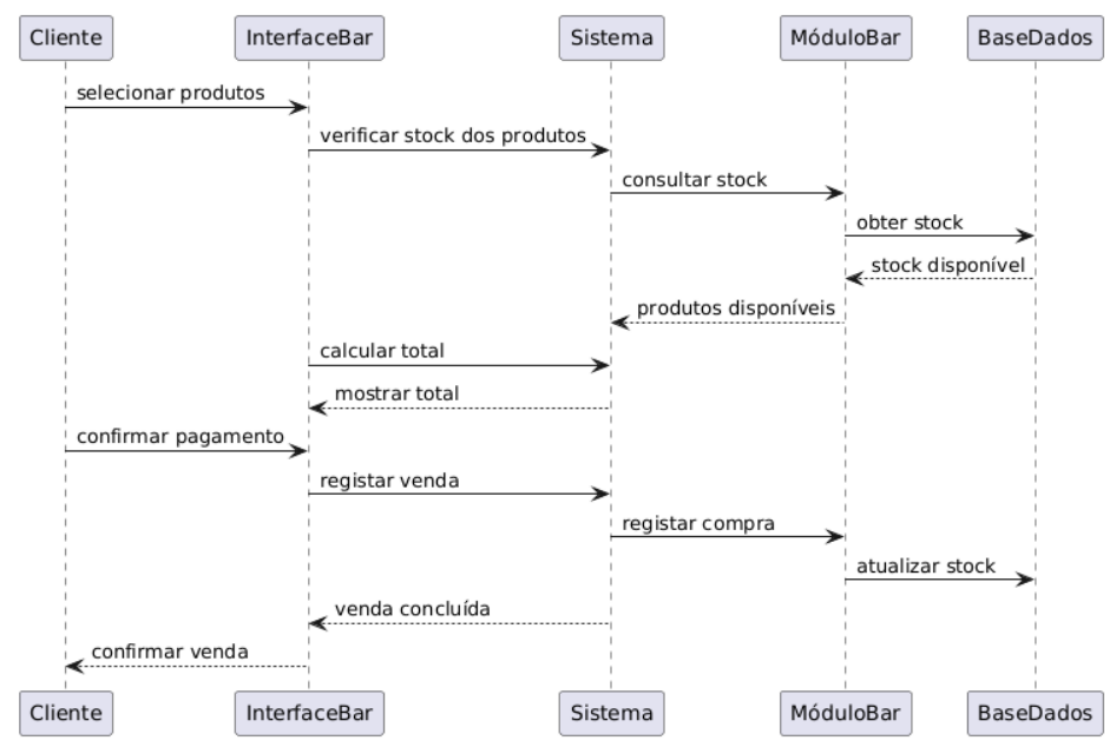 Cliente InterfaceBar Sistema MóduloBar BaseDados
selecionar produtos
verificar stock dos produtos
consultar stock
obter stock
stock disponível
produtos disponíveis
calcular total
mostrar total
confirmar pagamento
registar venda
registar compra
atualizar stock
venda concluída
confirmar venda
Cliente InterfaceBar Sistema MóduloBar BaseDados